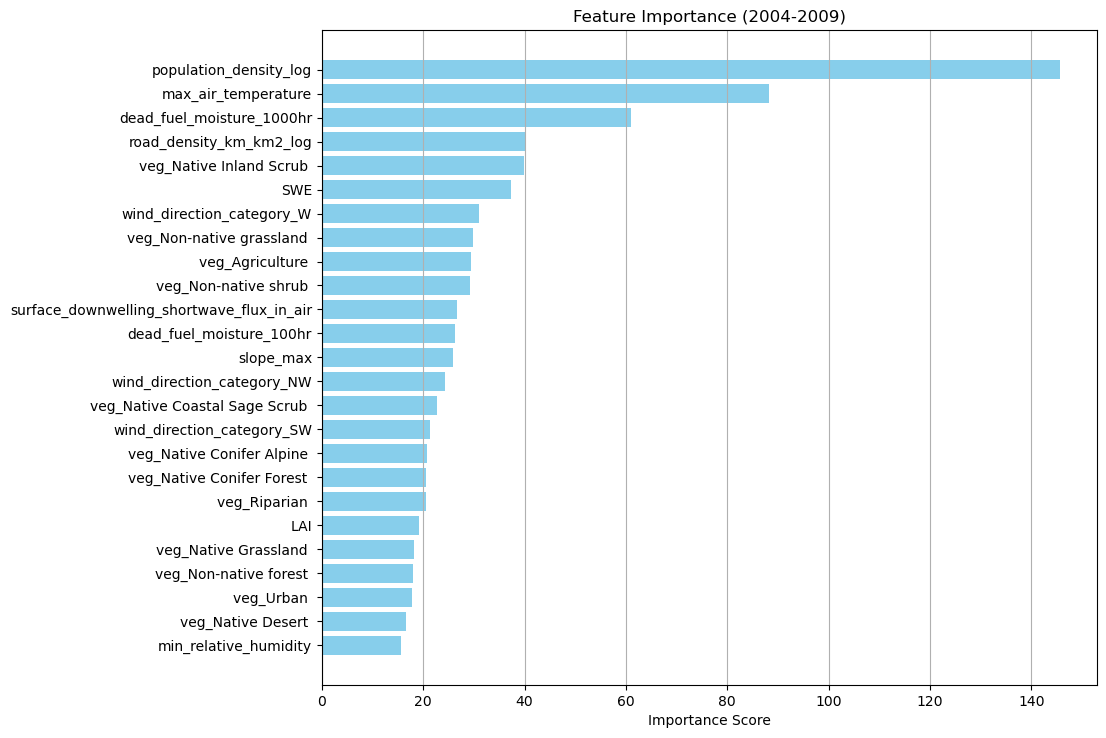 Feature Importance (2004-2009)
population_density_log
max_air_temperature
dead_fuel_moisture_1000hr
road_density_km_km2_log
veg_Native Inland Scrub
SWE
wind_direction_category_W
veg_Non-native grassland
veg_Agriculture
veg_Non-native shrub
surface_downwelling_shortwave_flux_in_air
dead_fuel_moisture_100hr
slope_max
wind_direction_category_NW
veg_Native Coastal Sage Scrub
wind_direction_category_SW
veg_Native Conifer Alpine
veg_Native Conifer Forest
veg_Riparian
LAI
veg_Native Grassland
veg_Non-native forest
veg_Urban
veg_Native Desert
min_relative_humidity
0 20 40 60 80 100 120 140
Importance Score